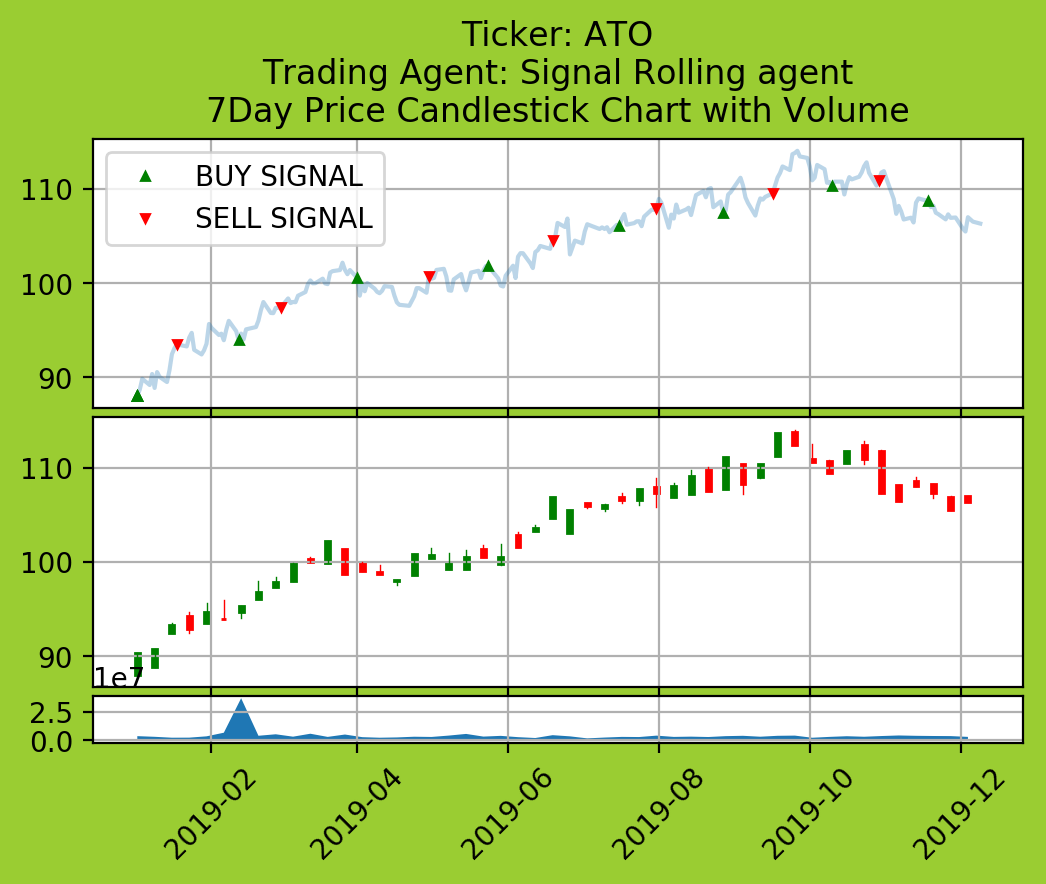 Ticker: ATO
Trading Agent: Signal Rolling agent
7Day Price Candlestick Chart with Volume
BUY SIGNAL
SELL SIGNAL
110
100
90
110
100
90
1e7
2.5
0.0
2019-02
2019-04
2019-06
2019-08
2019-10
2019-12